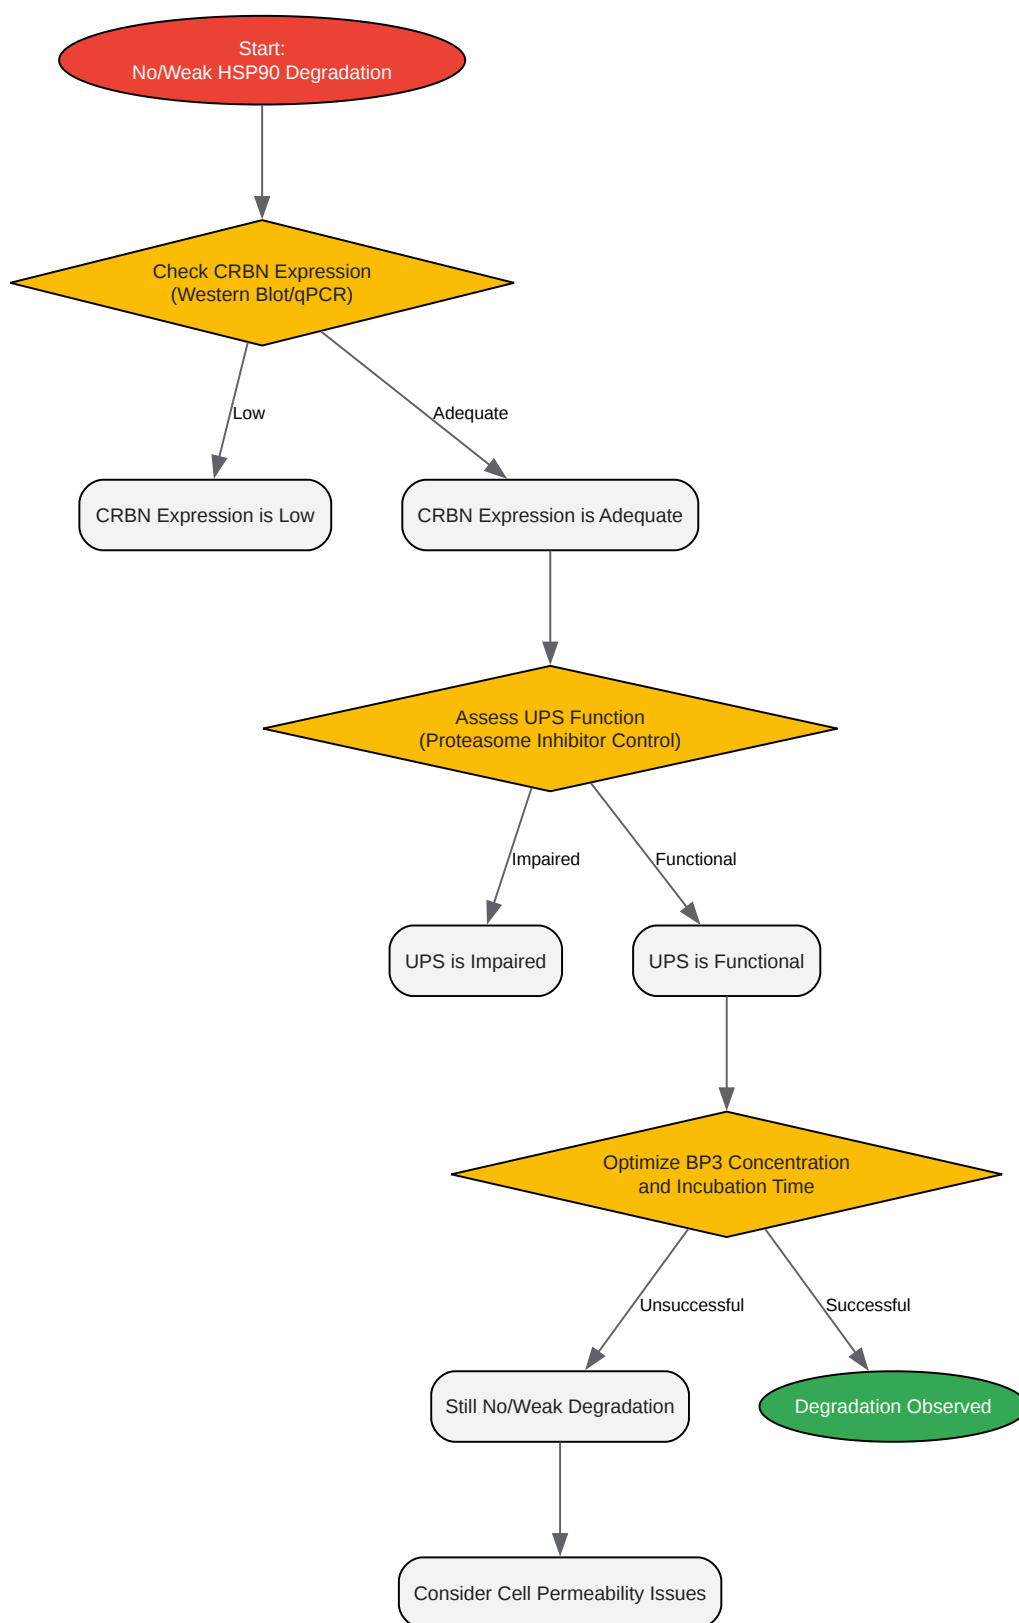 Start:
No/Weak HSP90 Degradation
Check CRBN Expression
(Western Blot/qPCR)
Low
Adequate
CRBN Expression is Low
CRBN Expression is Adequate
Assess UPS Function
(Proteasome Inhibitor Control)
Impaired
Functional
UPS is Impaired
UPS is Functional
Optimize BP3 Concentration
and Incubation Time
Unsuccessful
Successful
Still No/Weak Degradation
Degradation Observed
Consider Cell Permeability Issues